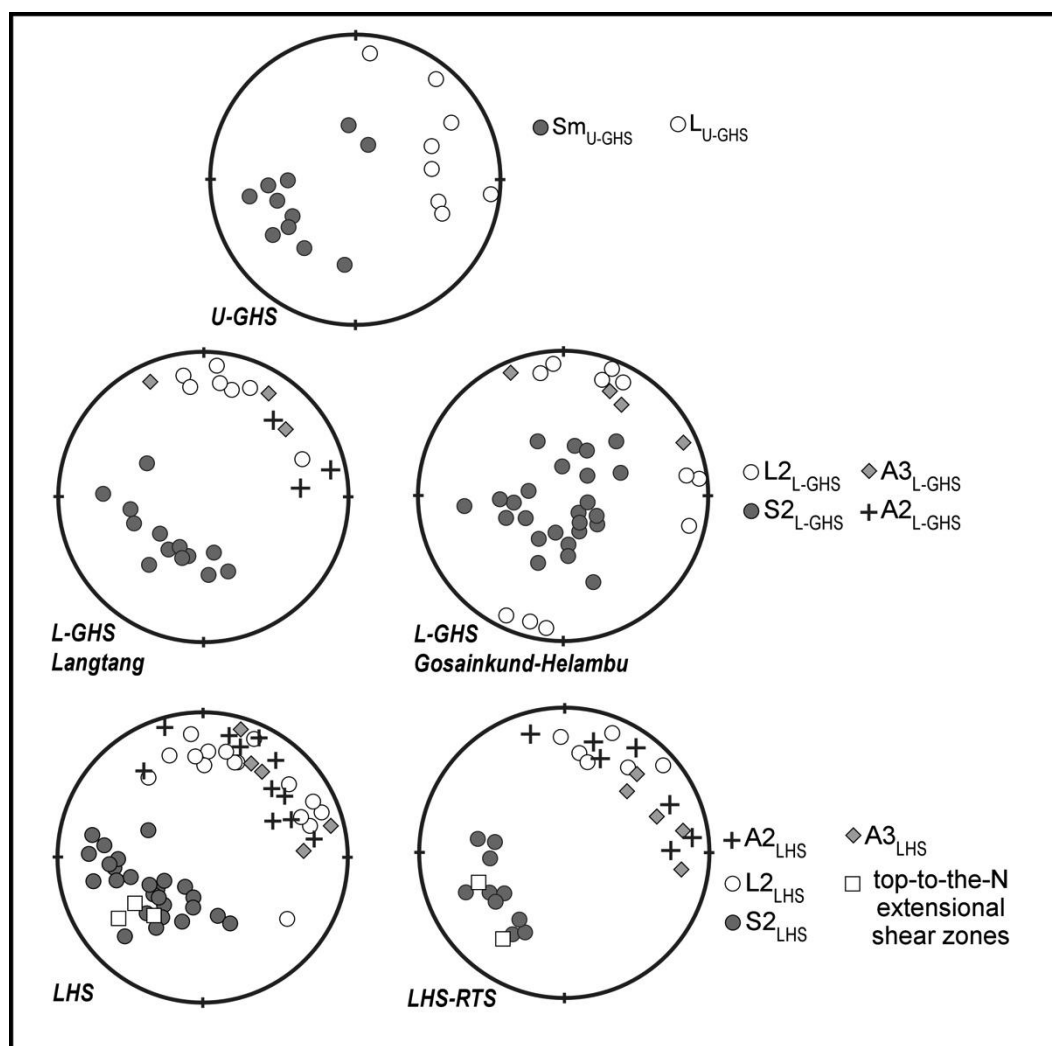 Sm U-GHS L U-GHS
U-GHS
L2 L-GHS A3 L-GHS
S2 L-GHS A2 L-GHS
L-GHS
Langtang
L-GHS
Gosainkund-Helambu
A2 LHS A3 LHS
L2 LHS top-to-the-N
S2 LHS extensional
shear zones
LHS
LHS-RTS